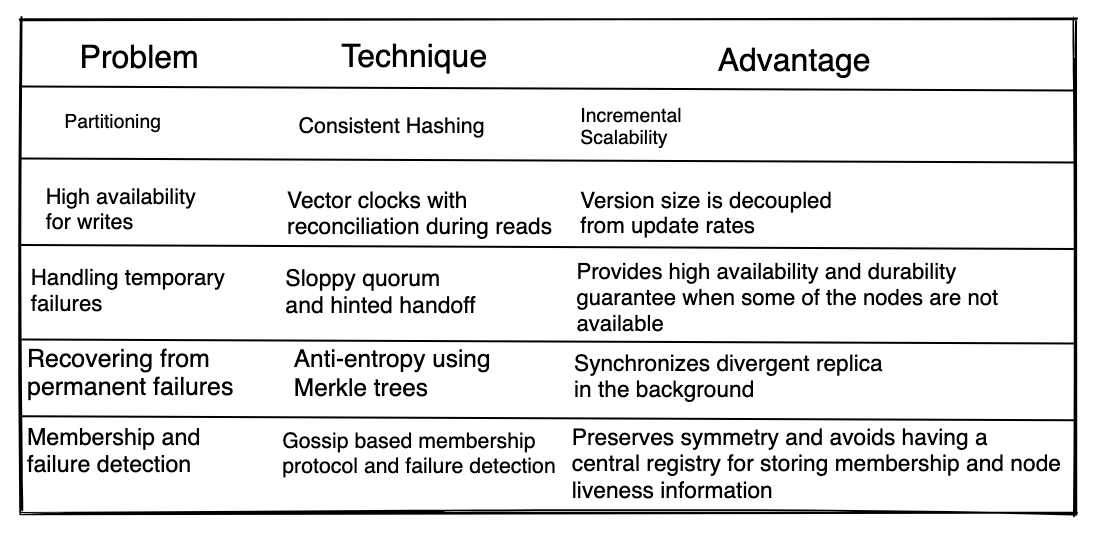 Problem Technique Advantage
Partitioning Consistent Hashing Incremental
Scalability
High availability
for writes
Vector clocks with
reconciliation during reads
Version size is decoupled
from update rates
Handling temporary
failures
Sloppy quorum
and hinted handoff
Provides high availability and durability
guarantee when some of the nodes are not
available
Recovering from
permanent failures
Anti-entropy using
Merkle trees
Synchronizes divergent replica
in the background
Membership and
failure detection
Gossip based membership
protocol and failure detection
Preserves symmetry and avoids having a
central registry for storing membership and node
liveness information